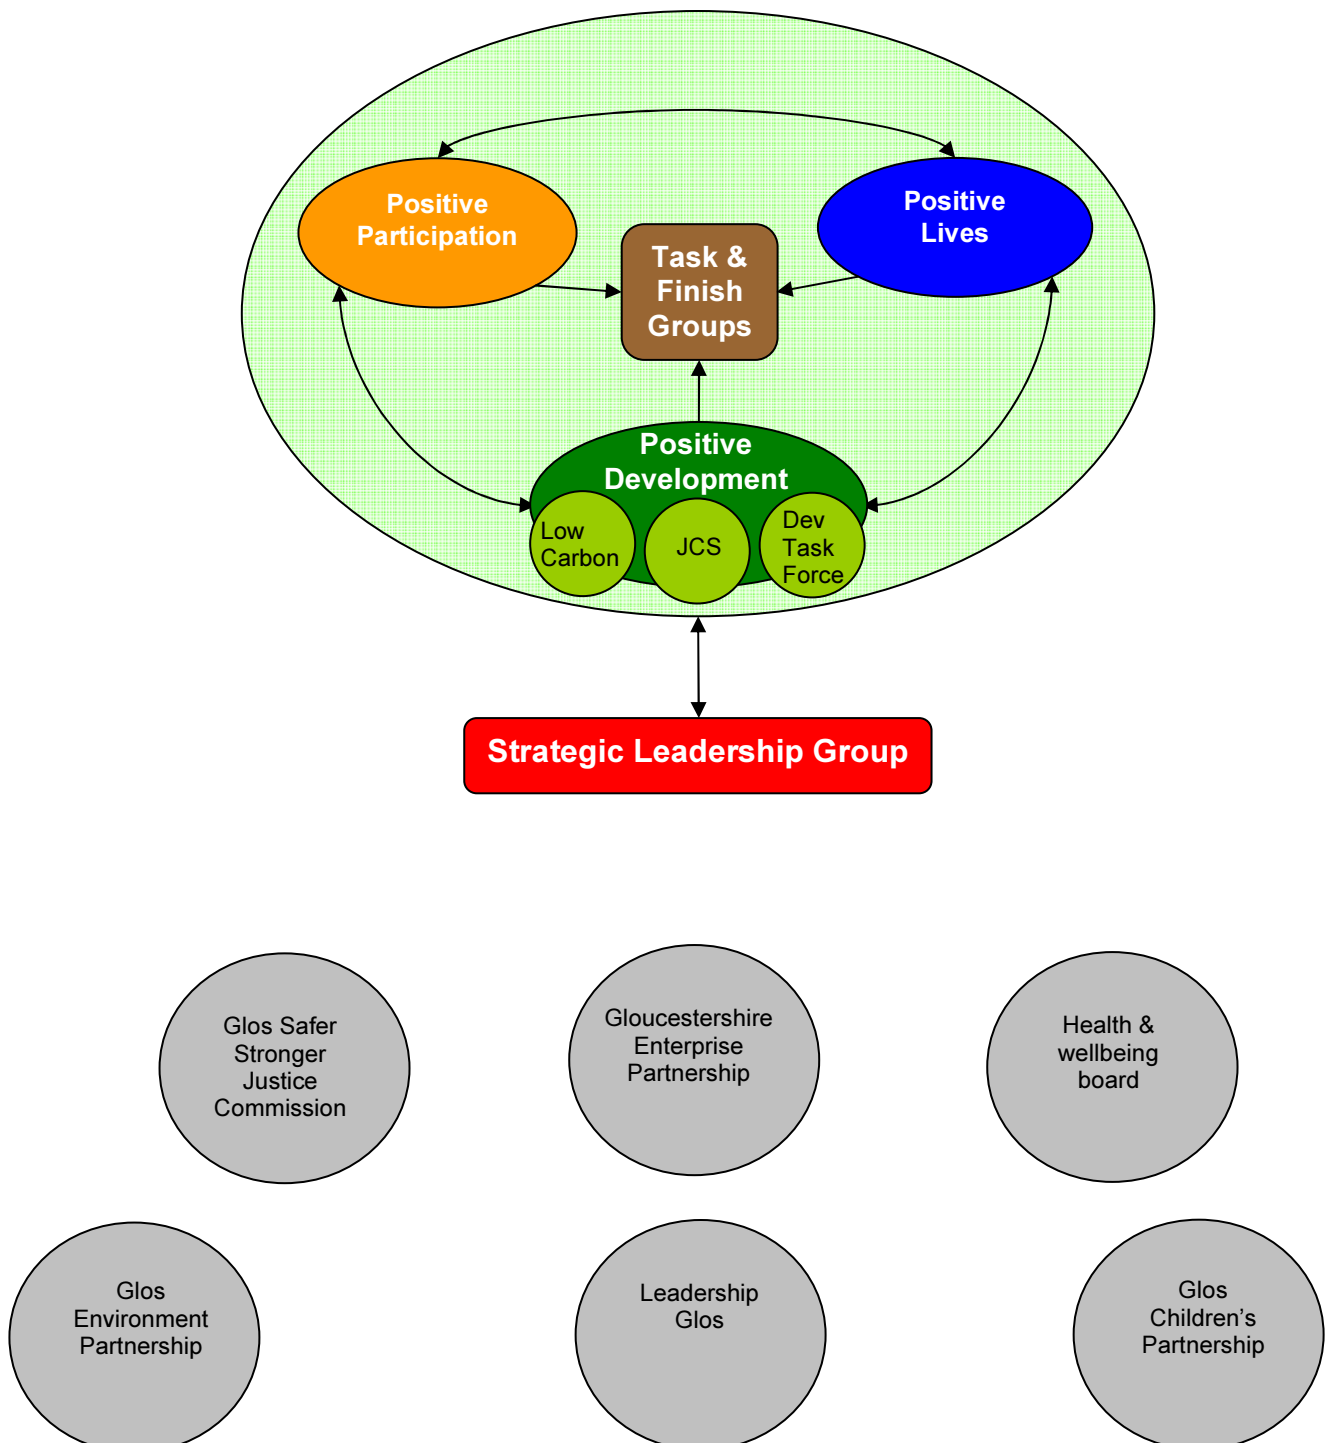 Positive
Participation
Positive
Lives
Task &
Finish
Groups
Positive
Development
Low
Carbon
JCS
Dev
Task
Force
Strategic Leadership Group
Glos Safer
Stronger
Justice
Commission
Gloucestershire
Enterprise
Partnership
Health &
wellbeing
board
Glos
Environment
Partnership
Leadership
Glos
Glos
Children’s
Partnership